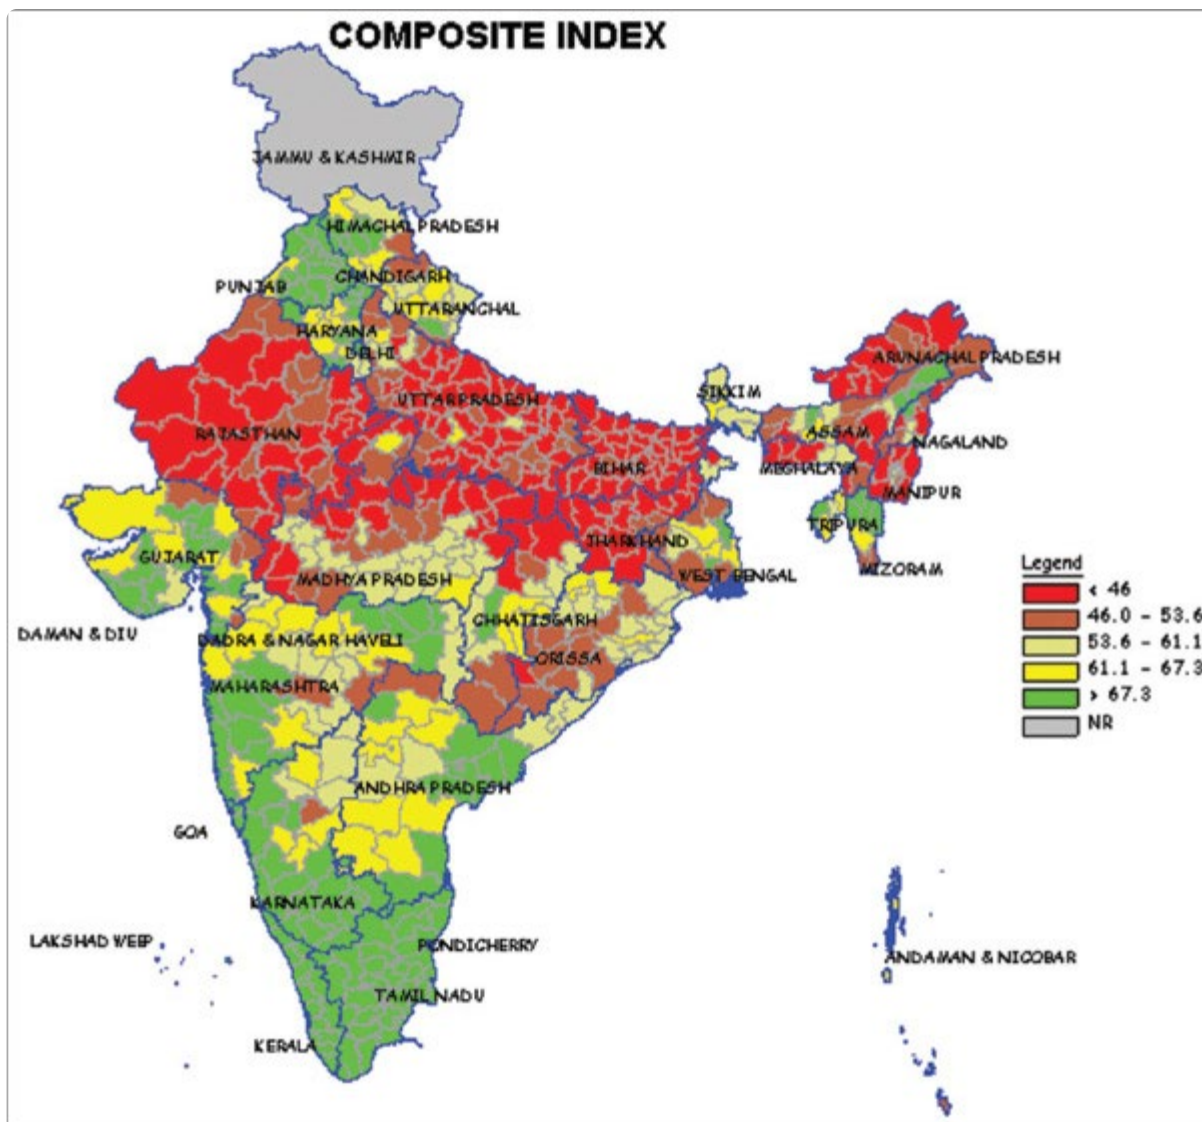 COMPOSITE INDEX
JAMMU & KASHMIR
HIMACHAL PRADESH
PUNJAB
CHANDIGARH
UTTARANCHAL
HARYANA
DELHI
ARUNACHAL PRADESH
SIKKIM
UTTAR PRADESH
RAJASTHAN
ASSAM
NAGALAND
BIHAR
MEGHALAYA
MANIPUR
TRIPURA
JHARKHAND
GUJARAT
MIZORAM
WEST BENGAL
MADHYA PRADESH
Legend
< 46
46.0 - 53.6
53.6 - 61.1
61.1 - 67.3
> 67.3
NR
CHHATISGARH
DAMAN & DIU
DADRA & NAGAR HAVELI
ORISSA
MAHARASHTRA
ANDHRA PRADESH
GOA
KARNATAKA
LAKSHAD WEEP
PONDICHERRY
ANDAMAN & NICOBAR
TAMIL NADU
KERALA